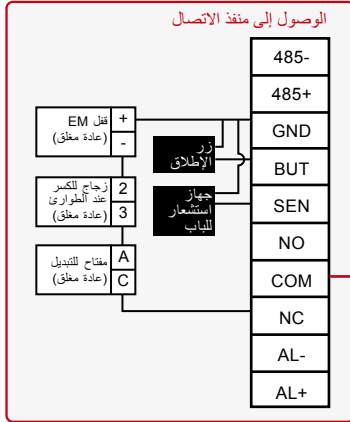 الوصول إلى منفذ الاتصال
485-
485+
GND
BUT
SEN
NO
COM
NC
AL-
AL+
زر
الإطلاق
جهاز
استشعار
للباب
+
-
قفل EM
(عادة مغلق)
2
3
زجاج للكسر
عند الطوارئ
(عادة مغلق)
A
C
مفتاح للتبديل
(عادة مغلق)